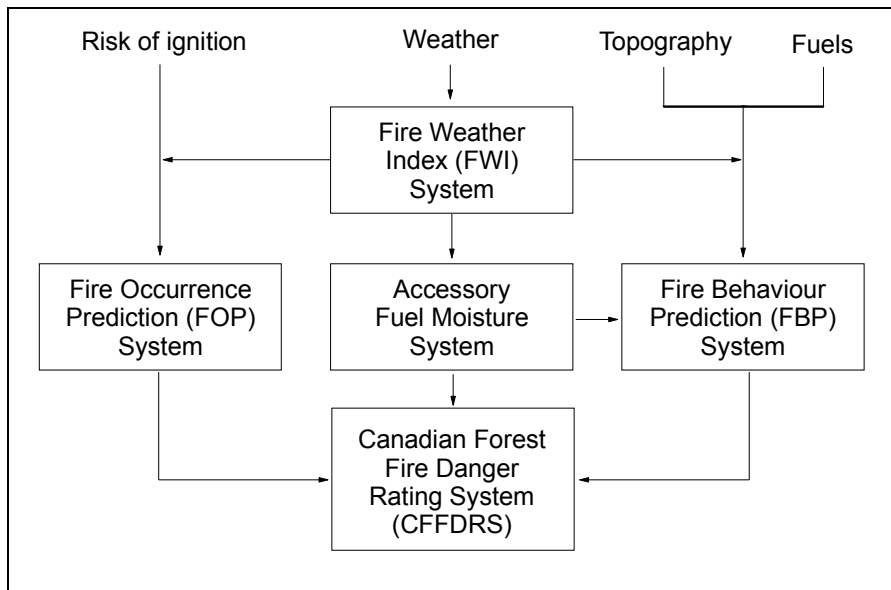 Risk of ignition
Weather
Topography
Fuels
Fire Weather
Index (FWI)
System
Fire Occurrence
Prediction (FOP)
System
Accessory
Fuel Moisture
System
Fire Behaviour
Prediction (FBP)
System
Canadian Forest
Fire Danger
Rating System
(CFFDRS)